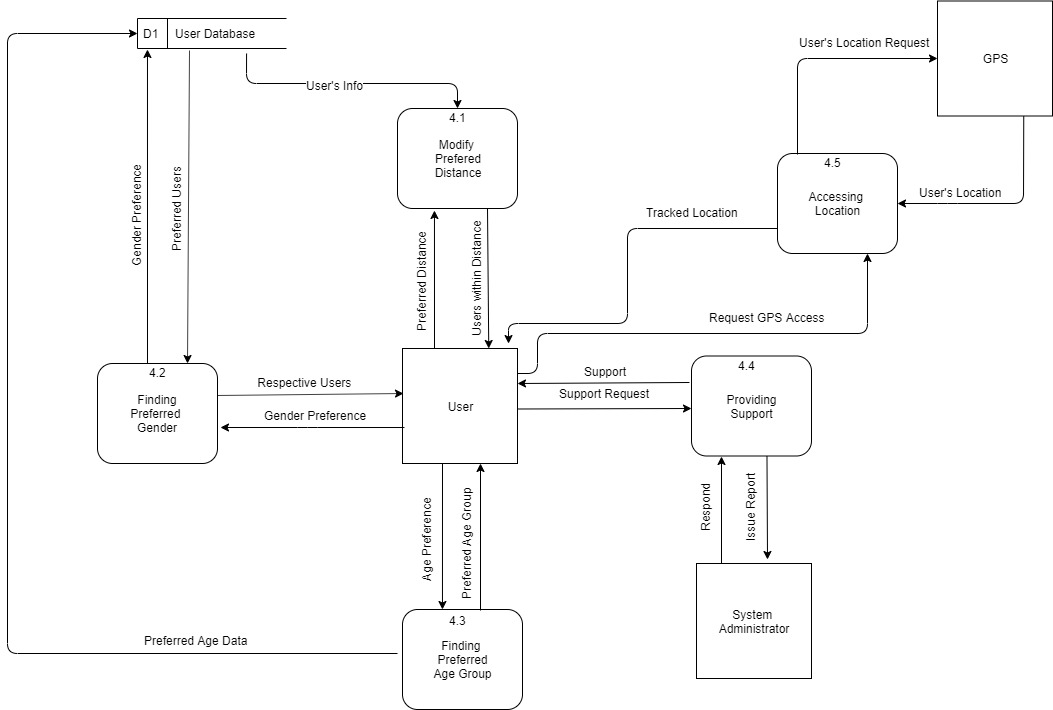 D1
User Database
User's Location Request
GPS
User's Info
4.1
Modify
Prefered
Distance
4.5
Accessing
Location
User's Location
Gender Preference
Preferred Users
Tracked Location
Preferred Distance
Users within Distance
Request GPS Access
4.2
Finding
Preferred
Gender
Respective Users
Gender Preference
User
Support
Support Request
4.4
Providing
Support
Age Preference
Preferred Age Group
Respond
Issue Report
System
Administrator
4.3
Finding
Preferred
Age Group
Preferred Age Data